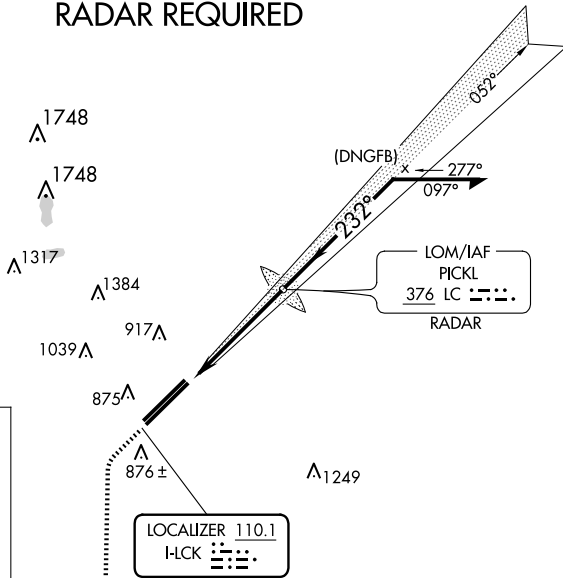 RADAR REQUIRED
1748
1748
1317
1384
917
1039
875
876 ±
1249
052°
(DNGFB)
x
277°
097°
232°
LOM/IAF
PICKL
376 LC
RADAR
LOCALIZER 110.1
I-LCK